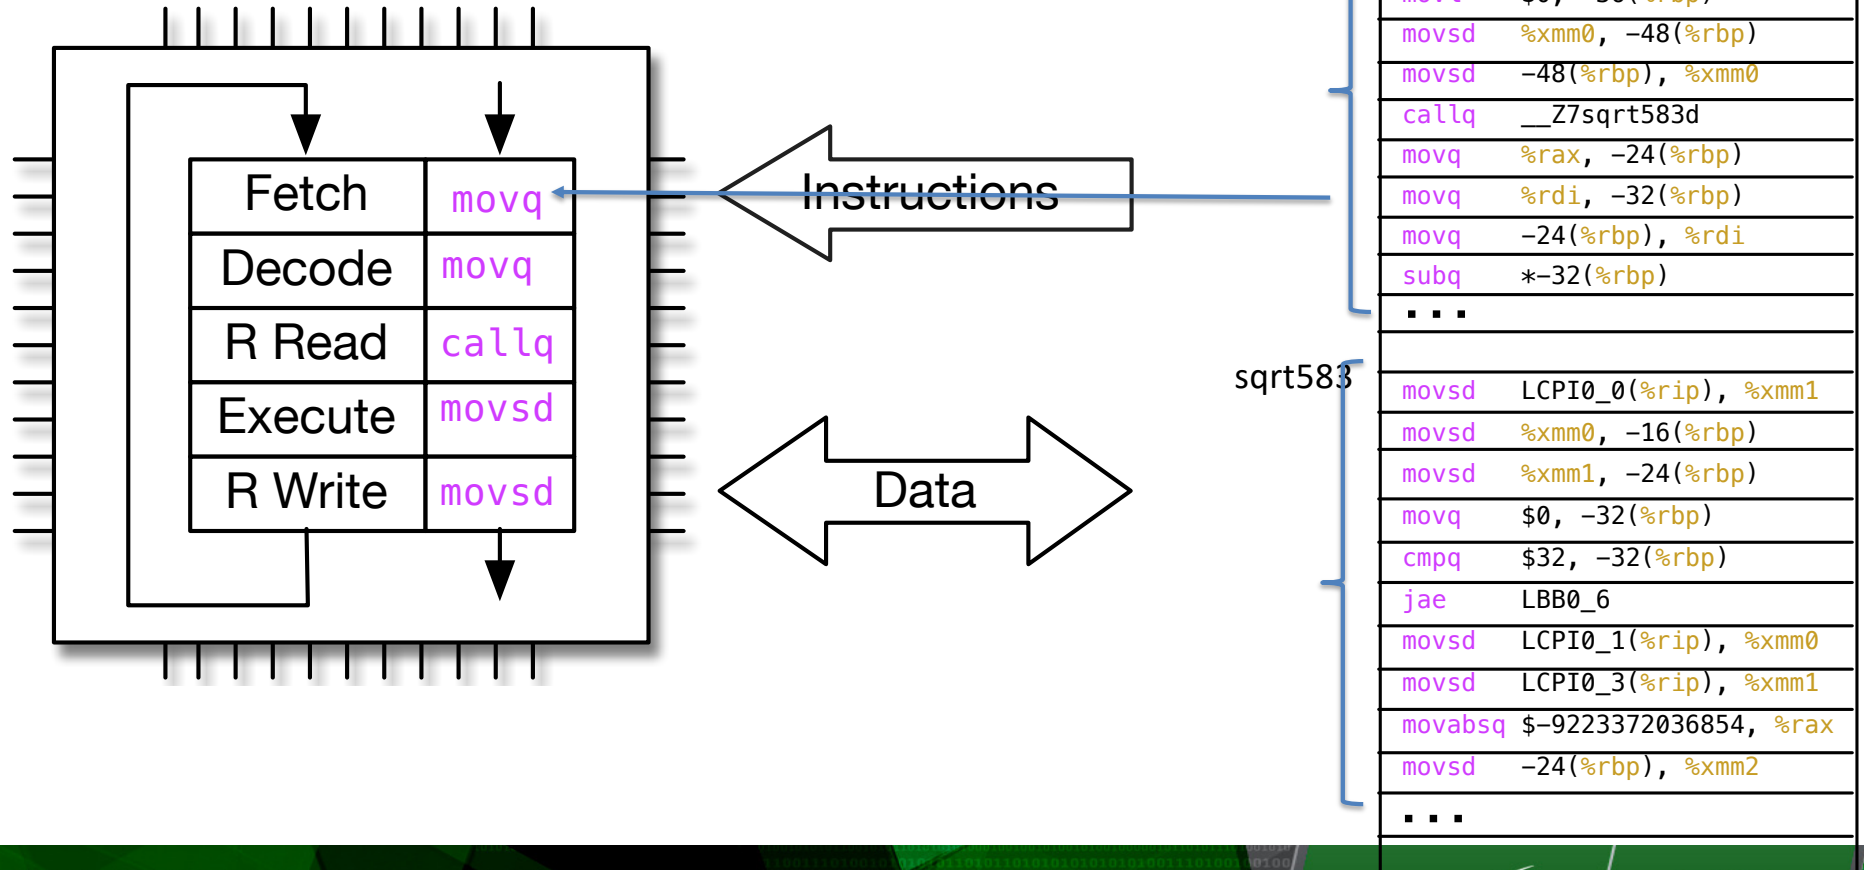 Fetch movq
Decode movq
R Read callq
Execute movsd
R Write movsd
Instructions
Data
movsd %xmm0, −48(%rbp)
movsd −48(%rbp), %xmm0
callq __Z7sqrt583d
movq %rax, −24(%rbp)
movq %rdi, −32(%rbp)
movq −24(%rbp), %rdi
subq *−32(%rbp)
...
sqrt583
movsd LCPI0_0(%rip), %xmm1
movsd %xmm0, −16(%rbp)
movsd %xmm1, −24(%rbp)
movq $0, −32(%rbp)
cmpq $32, −32(%rbp)
jae LBB0_6
movsd LCPI0_1(%rip), %xmm0
movsd LCPI0_3(%rip), %xmm1
movabsq $−9223372036854, %rax
movsd −24(%rbp), %xmm2
...